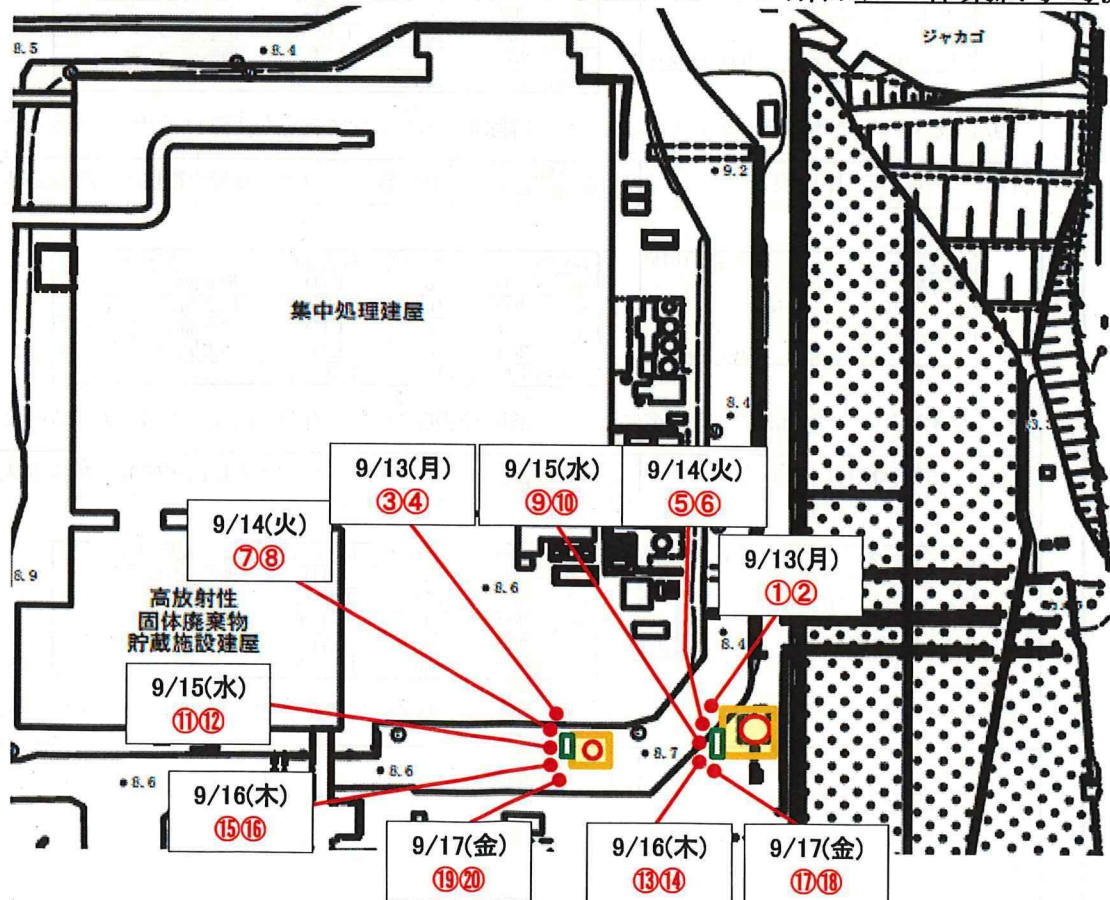 ジャカゴ
8.5
8.4
9.2
集中処理建屋
8.4
9/13(月)
③④
9/15(水)
⑨⑩
9/14(火)
⑤⑥
9/14(火)
⑦⑧
9/13(月)
①②
8.9
8.6
高放射性
固体廃棄物
貯蔵施設建屋
8.4
9/15(水)
⑪⑫
8.7
8.6
8.6
9/16(木)
⑮⑯
9/17(金)
⑲⑳
9/16(木)
⑬⑭
9/17(金)
⑰⑱